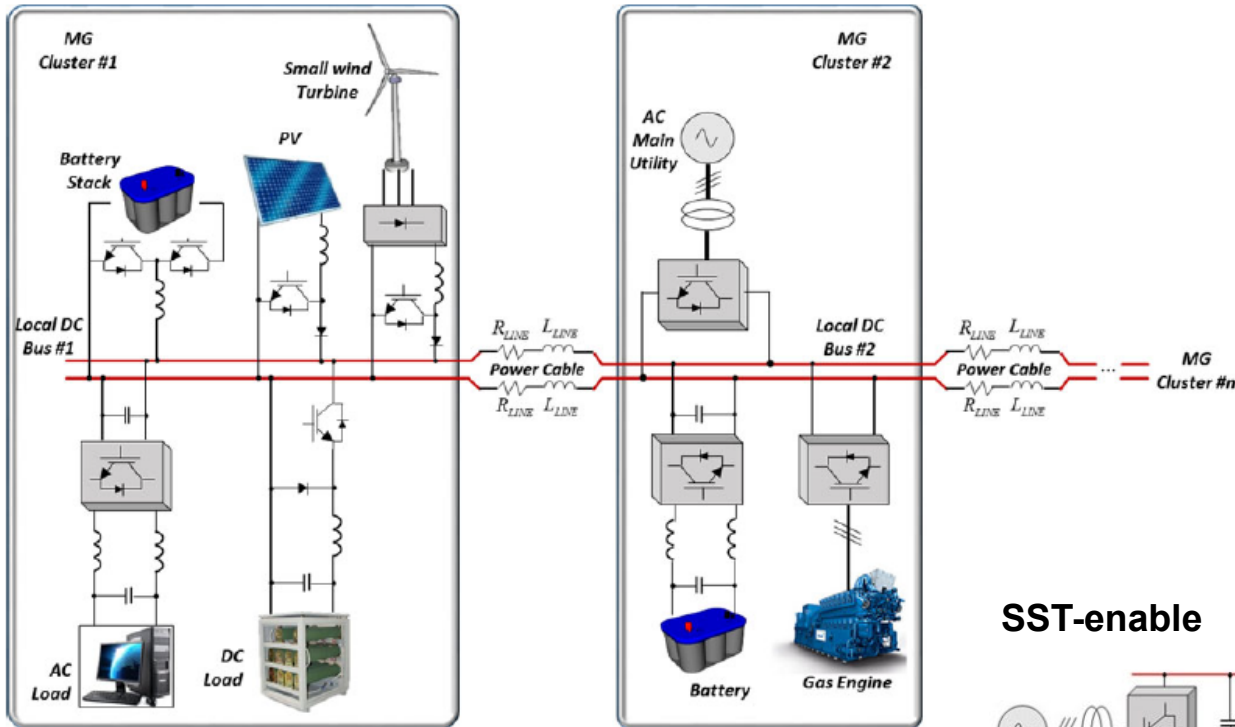 MG
Cluster #1
Small wind
Turbine
PV
Battery
Stack
Local DC
Bus #1
AC
Load
DC
Load
R_LINE L_LINE
Power Cable
R_LINE L_LINE
MG
Cluster #2
AC
Main
Utility
Local DC
Bus #2
Battery
Gas Engine
R_LINE L_LINE
Power Cable
R_LINE L_LINE
...
MG
Cluster #n
SST-enable